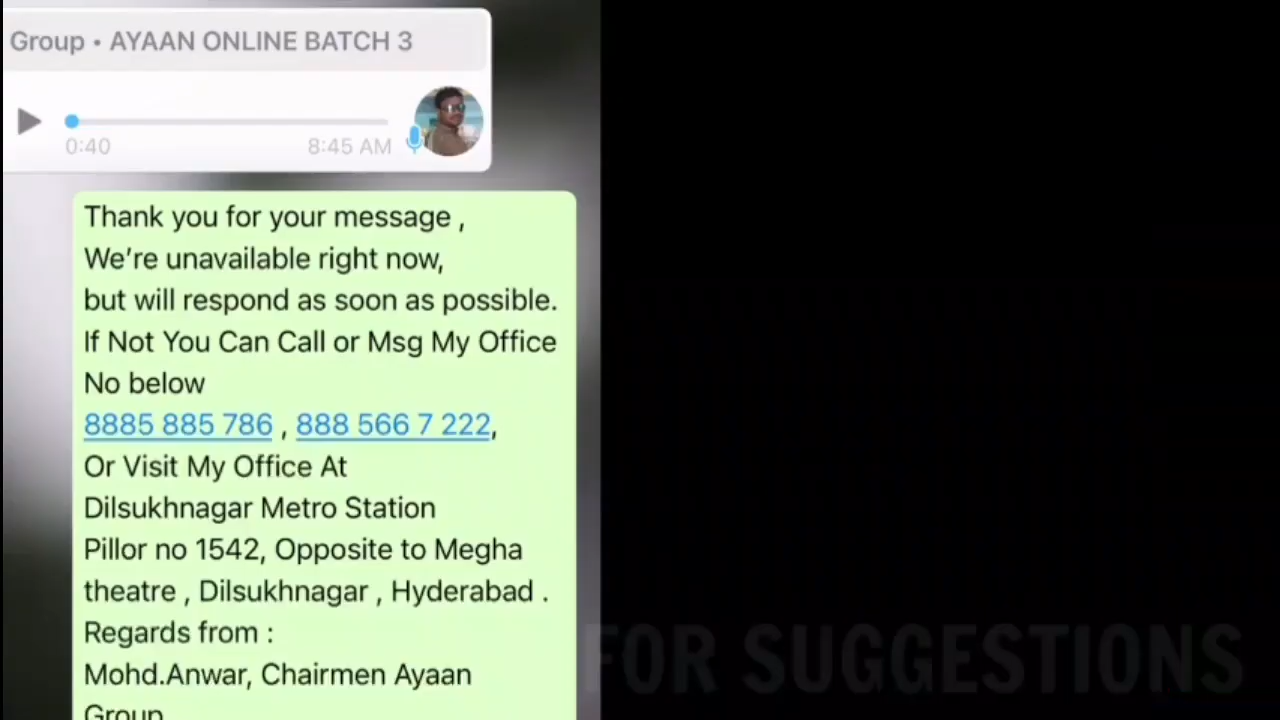 Group • AYAAN ONLINE BATCH 3
0:40 8:45 AM
Thank you for your message ,
We're unavailable right now,
but will respond as soon as possible.
If Not You Can Call or Msg My Office
No below
8885 885 786 , 888 566 7 222,
Or Visit My Office At
Dilsukhnagar Metro Station
Pillor no 1542, Opposite to Megha
theatre , Dilsukhnagar , Hyderabad .
Regards from :
Mohd.Anwar, Chairmen Ayaan
Group
FOR SUGGESTIONS